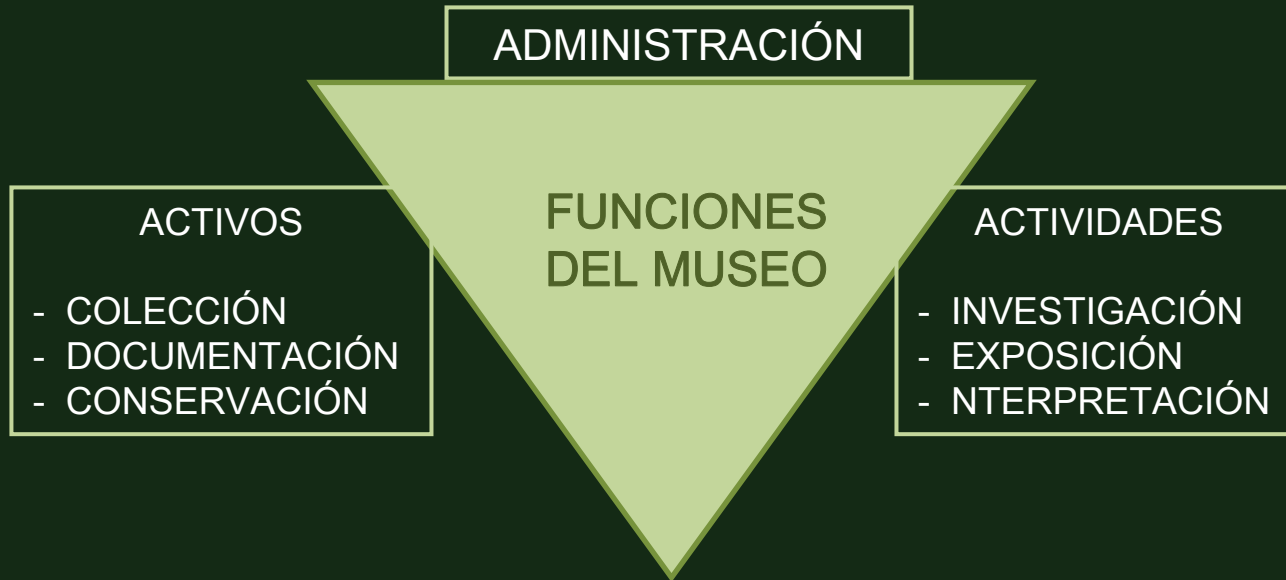 ADMINISTRACIÓN
FUNCIONES
DEL MUSEO
ACTIVOS
- COLECCIÓN
- DOCUMENTACIÓN
- CONSERVACIÓN
ACTIVIDADES
- INVESTIGACIÓN
- EXPOSICIÓN
- NTERPRETACIÓN